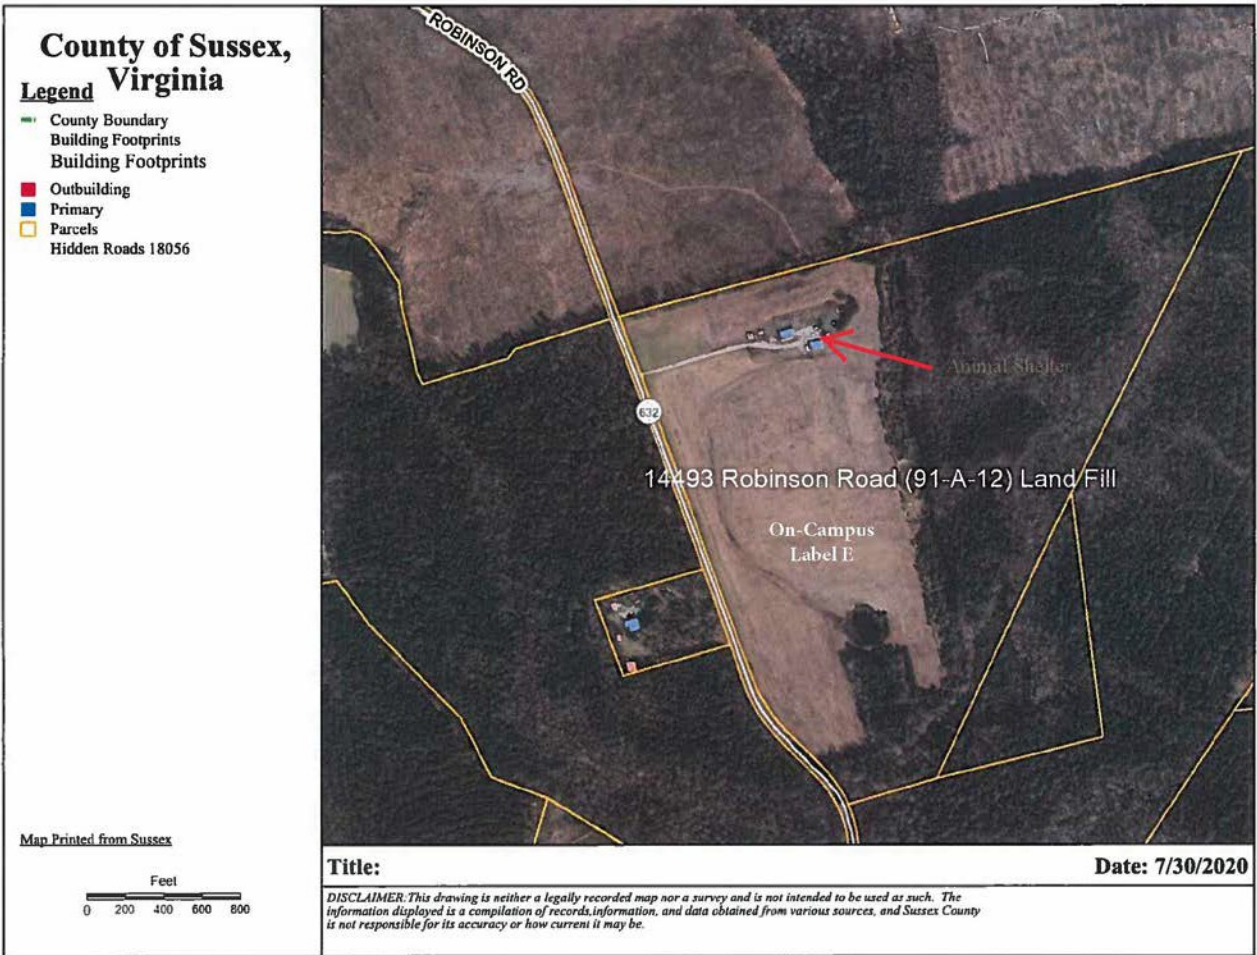 County of Sussex,
Virginia
Legend
County Boundary
Building Footprints
Building Footprints
Outbuilding
Primary
Parcels
Hidden Roads 18056
Map Printed from Sussex
Feet
0 200 400 600 800
ROBINSON RD
Animal Shelte
632
14493 Robinson Road (91-A-12) Land Fill
On-Campus
Label E
Title:
Date: 7/30/2020
DISCLAIMER: This drawing is neither a legally recorded map nor a survey and is not intended to be used as such. The
information displayed is a compilation of records, information, and data obtained from various sources, and Sussex County
is not responsible for its accuracy or how current it may be.